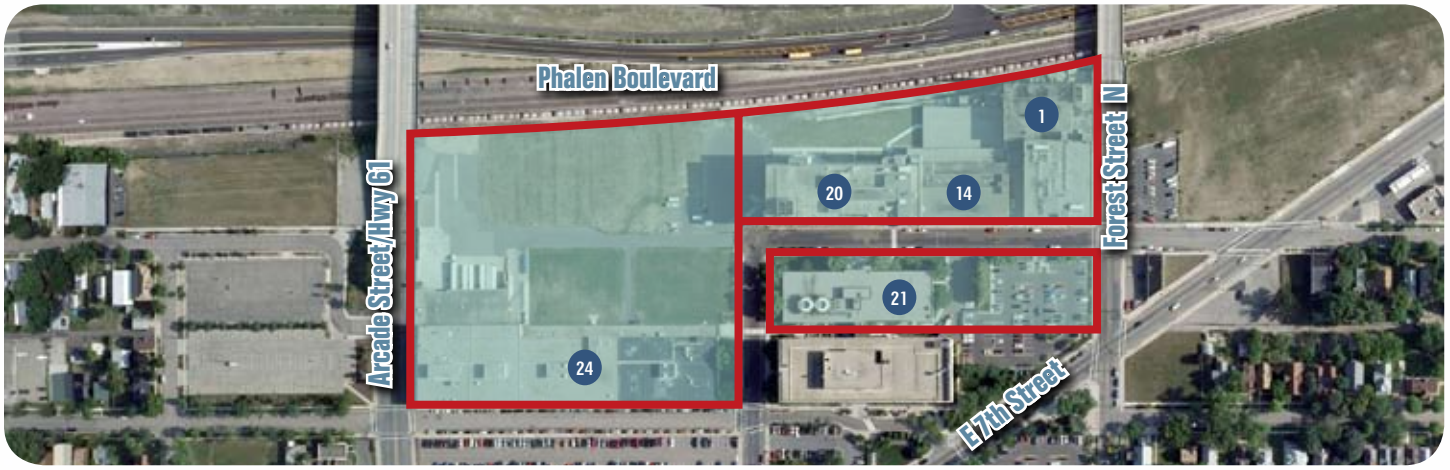 Phalen Boulevard
1
Forest Street N
Arcade Street/Hwy 61
20
14
21
24
E 7th Street